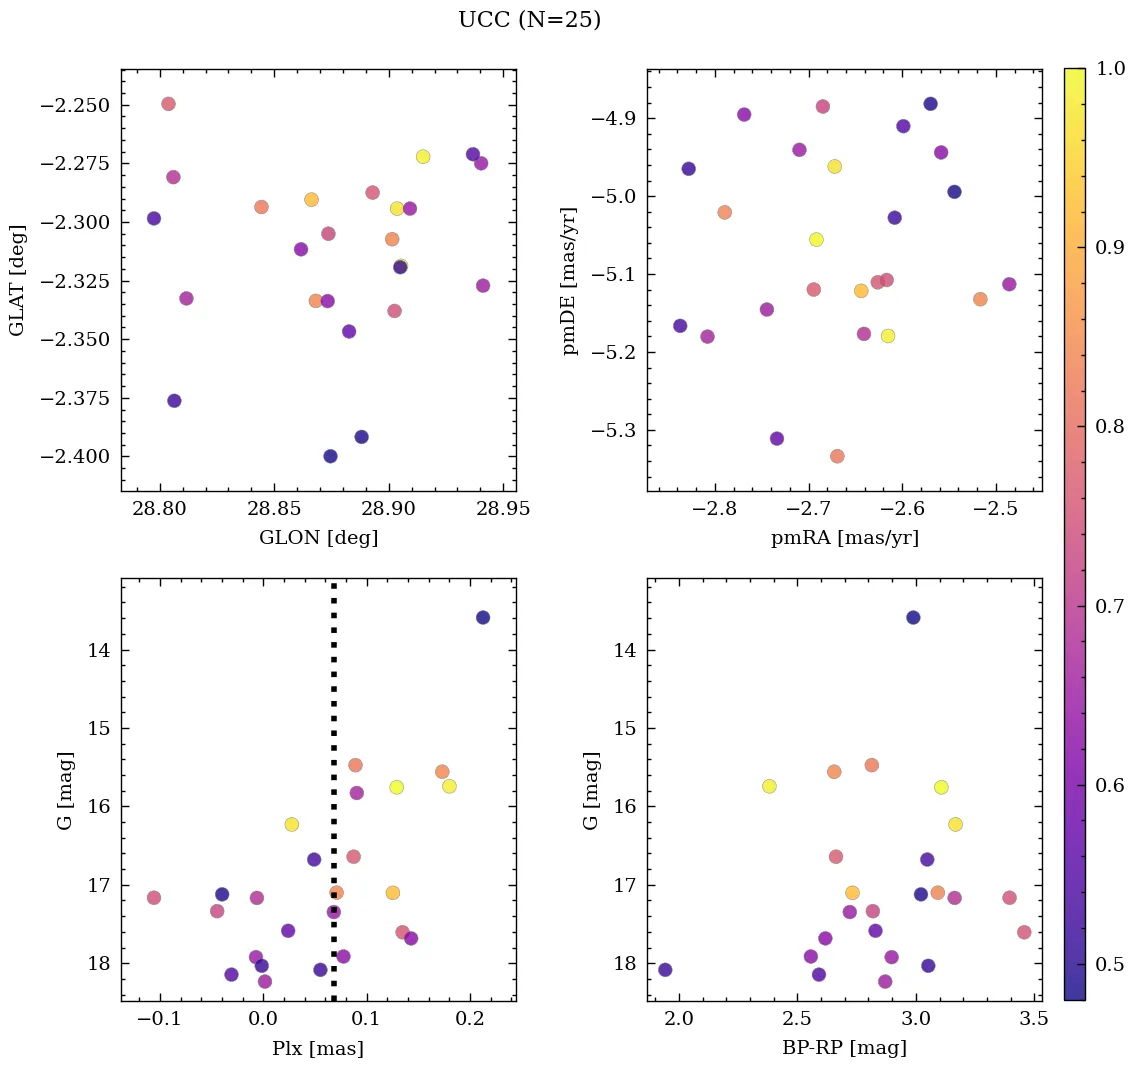 UCC (N=25)
−2.250
−2.275
−2.300
−2.325
−2.350
−2.375
−2.400
GLAT [deg]
28.80 28.85 28.90 28.95
GLON [deg]
−4.9
−5.0
−5.1
−5.2
−5.3
pmDE [mas/yr]
−2.8 −2.7 −2.6 −2.5
pmRA [mas/yr]
1.0
0.9
0.8
0.7
0.6
0.5
14
15
16
17
18
G [mag]
−0.1 0.0 0.1 0.2
Plx [mas]
14
15
16
17
18
G [mag]
2.0 2.5 3.0 3.5
BP-RP [mag]